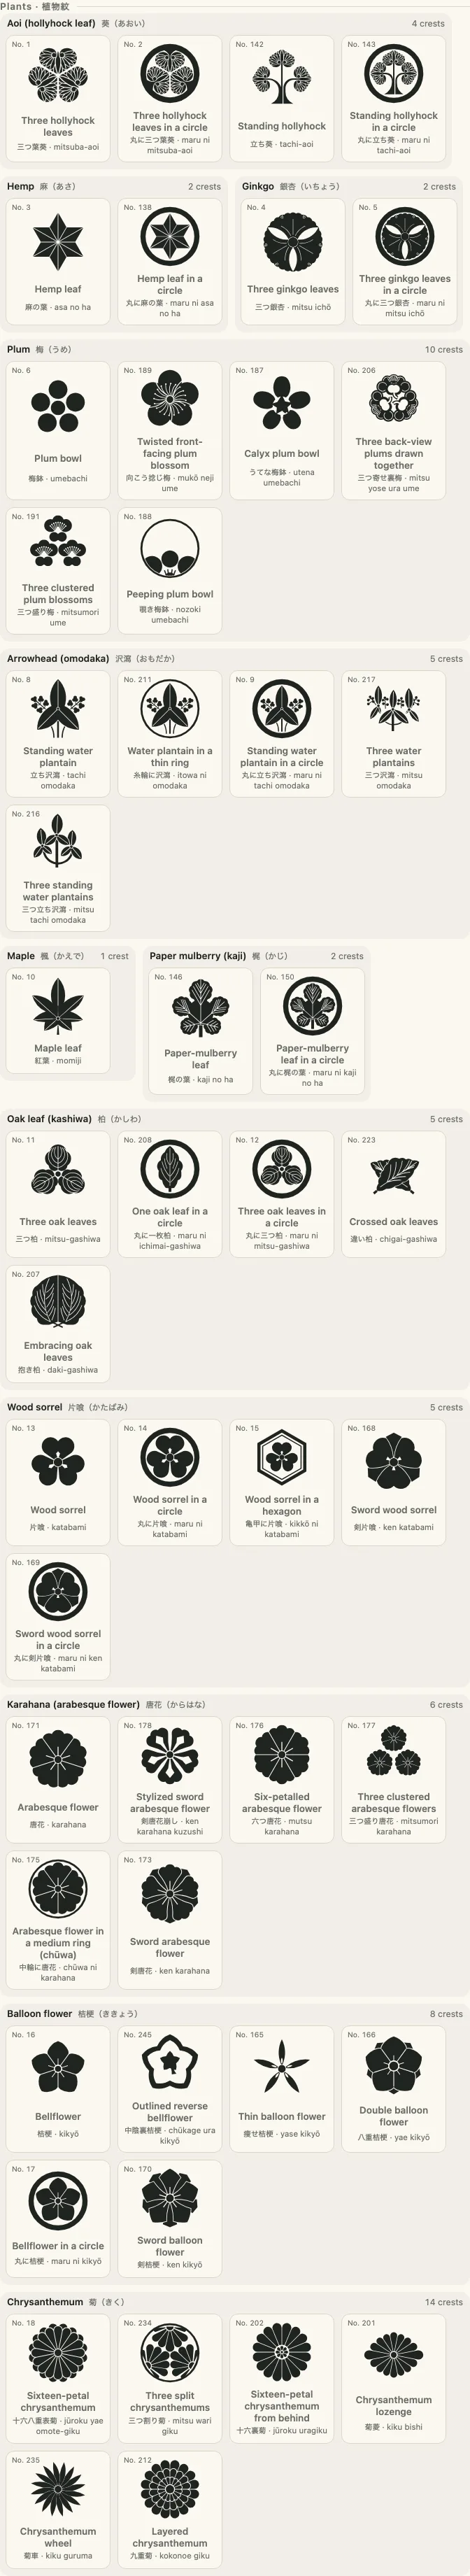 Plants · 植物紋
Aoi (hollyhock leaf) 葵（あおい） 4 crests
No. 1
Three hollyhock
leaves
三つ葉葵 · mitsuba-aoi
No. 2
Three hollyhock
leaves in a circle
丸に三つ葉葵 · maru ni
mitsuba-aoi
No. 142
Standing hollyhock
立ち葵 · tachi-aoi
No. 143
Standing hollyhock
in a circle
丸に立ち葵 · maru ni
tachi-aoi
Hemp 麻（あさ） 2 crests
No. 3
Hemp leaf
麻の葉 · asa no ha
No. 138
Hemp leaf in a
circle
丸に麻の葉 · maru ni asa
no ha
Ginkgo 銀杏（いちょう） 2 crests
No. 4
Three ginkgo leaves
三つ銀杏 · mitsu ichō
No. 5
Three ginkgo leaves
in a circle
丸に三つ銀杏 · maru ni
mitsu ichō
Plum 梅（うめ） 10 crests
No. 6
Plum bowl
梅鉢 · umebachi
No. 189
Twisted front-
facing plum
blossom
向こう捻じ梅 · mukō neji
ume
No. 187
Calyx plum bowl
うてな梅鉢 · utena
umebachi
No. 206
Three back-view
plums drawn
together
三つ寄せ裏梅 · mitsu
yose ura ume
No. 191
Three clustered
plum blossoms
三つ盛り梅 · mitsumori
ume
No. 188
Peeping plum bowl
覗き梅鉢 · nozoki
umebachi
Arrowhead (omodaka) 沢瀉（おもだか） 5 crests
No. 8
Standing water
plantain
立ち沢瀉 · tachi
omodaka
No. 211
Water plantain in a
thin ring
糸輪に沢瀉 · itowa ni
omodaka
No. 9
Standing water
plantain in a circle
丸に立ち沢瀉 · maru ni
tachi omodaka
No. 217
Three water
plantains
三つ沢瀉 · mitsu
omodaka
No. 216
Three standing
water plantains
三つ立ち沢瀉 · mitsu
tachi omodaka
Maple 楓（かえで） 1 crest
No. 10
Maple leaf
紅葉 · momiji
Paper mulberry (kaji) 梶（かじ） 2 crests
No. 146
Paper-mulberry
leaf
梶の葉 · kaji no ha
No. 150
Paper-mulberry
leaf in a circle
丸に梶の葉 · maru ni kaji
no ha
Oak leaf (kashiwa) 柏（かしわ） 5 crests
No. 11
Three oak leaves
三つ柏 · mitsu-gashiwa
No. 208
One oak leaf in a
circle
丸に一枚柏 · maru ni
ichimai-gashiwa
No. 12
Three oak leaves in
a circle
丸に三つ柏 · maru ni
mitsu-gashiwa
No. 223
Crossed oak leaves
違い柏 · chigai-gashiwa
No. 207
Embracing oak
leaves
抱き柏 · daki-gashiwa
Wood sorrel 片喰（かたばみ） 5 crests
No. 13
Wood sorrel
片喰 · katabami
No. 14
Wood sorrel in a
circle
丸に片喰 · maru ni
katabami
No. 15
Wood sorrel in a
hexagon
亀甲に片喰 · kikkō ni
katabami
No. 168
Sword wood sorrel
剣片喰 · ken katabami
No. 169
Sword wood sorrel
in a circle
丸に剣片喰 · maru ni ken
katabami
Karahana (arabesque flower) 唐花（からはな） 6 crests
No. 171
Arabesque flower
唐花 · karahana
No. 178
Stylized sword
arabesque flower
剣唐花崩し · ken
karahana kuzushi
No. 176
Six-petalled
arabesque flower
六つ唐花 · mutsu
karahana
No. 177
Three clustered
arabesque flowers
三つ盛り唐花 · mitsumori
karahana
No. 175
Arabesque flower in
a medium ring
(chūwa)
中輪に唐花 · chūwa ni
karahana
No. 173
Sword arabesque
flower
剣唐花 · ken karahana
Balloon flower 桔梗（ききょう） 8 crests
No. 16
Bellflower
桔梗 · kikyō
No. 245
Outlined reverse
bellflower
中陰裏桔梗 · chūkage ura
kikyō
No. 165
Thin balloon flower
痩せ桔梗 · yase kikyō
No. 166
Double balloon
flower
八重桔梗 · yae kikyō
No. 17
Bellflower in a circle
丸に桔梗 · maru ni kikyō
No. 170
Sword balloon
flower
剣桔梗 · ken kikyō
Chrysanthemum 菊（きく） 14 crests
No. 18
Sixteen-petal
chrysanthemum
十六八重表菊 · jūroku yae
omote-giku
No. 234
Three split
chrysanthemums
三つ割り菊 · mitsu wari
giku
No. 202
Sixteen-petal
chrysanthemum
from behind
十六裏菊 · jūroku uragiku
No. 201
Chrysanthemum
lozenge
菊菱 · kiku bishi
No. 235
Chrysanthemum
wheel
菊車 · kiku guruma
No. 212
Layered
chrysanthemum
九重菊 · kokonoe giku